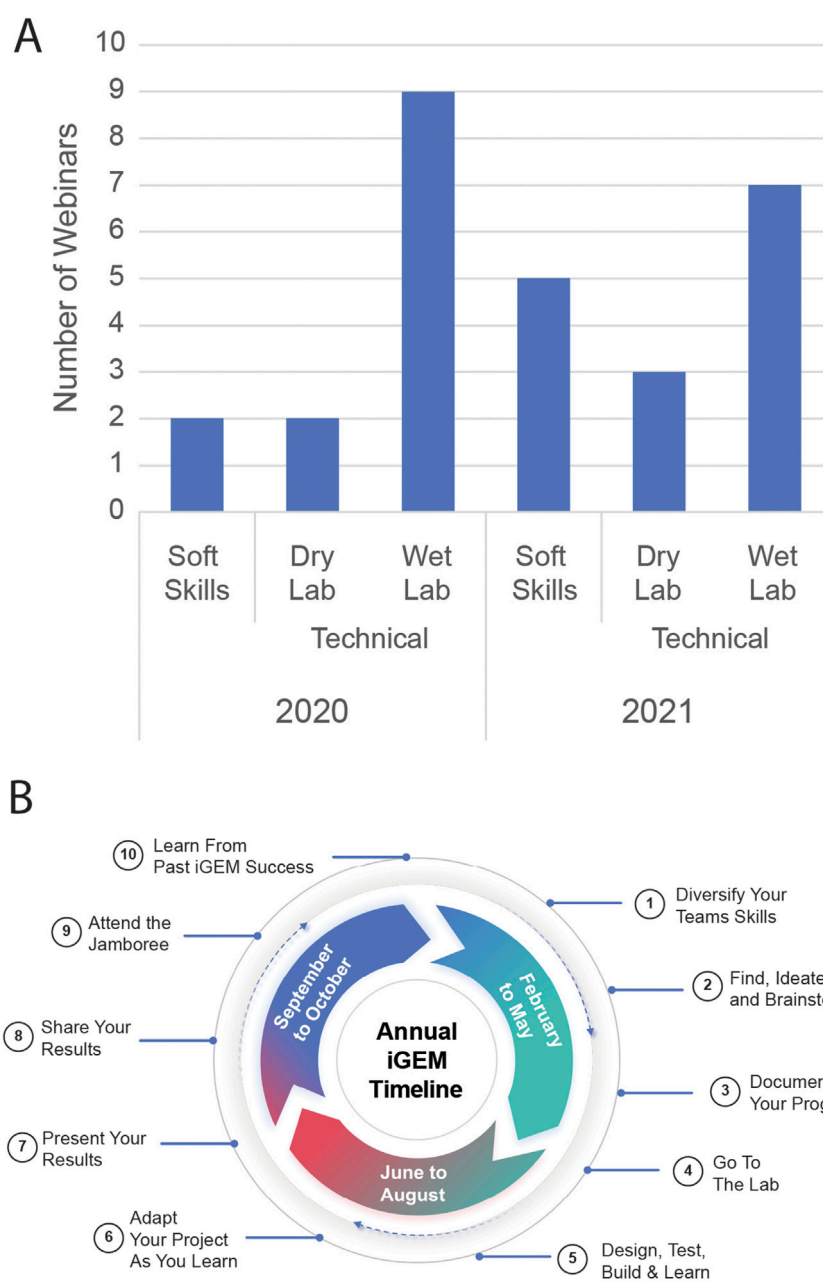 A
10
9
8
7
6
5
4
3
2
1
0
Number of Webinars
Soft
Skills
Dry
Lab
Wet
Lab
Soft
Skills
Dry
Lab
Wet
Lab
Technical
Technical
2020
2021
B
10
Learn From
Past iGEM Success
1
Diversify Your
Teams Skills
9
Attend the
Jamboree
2
Find, Ideate
and
8
Share Your
Results
3
Your
7
Present Your
Results
4
Go To
The Lab
6
Adapt
Your Project
As You Learn
5
Design, Test,
Build & Learn
September
to October
February
to May
June to
August
Annual
iGEM
Timeline